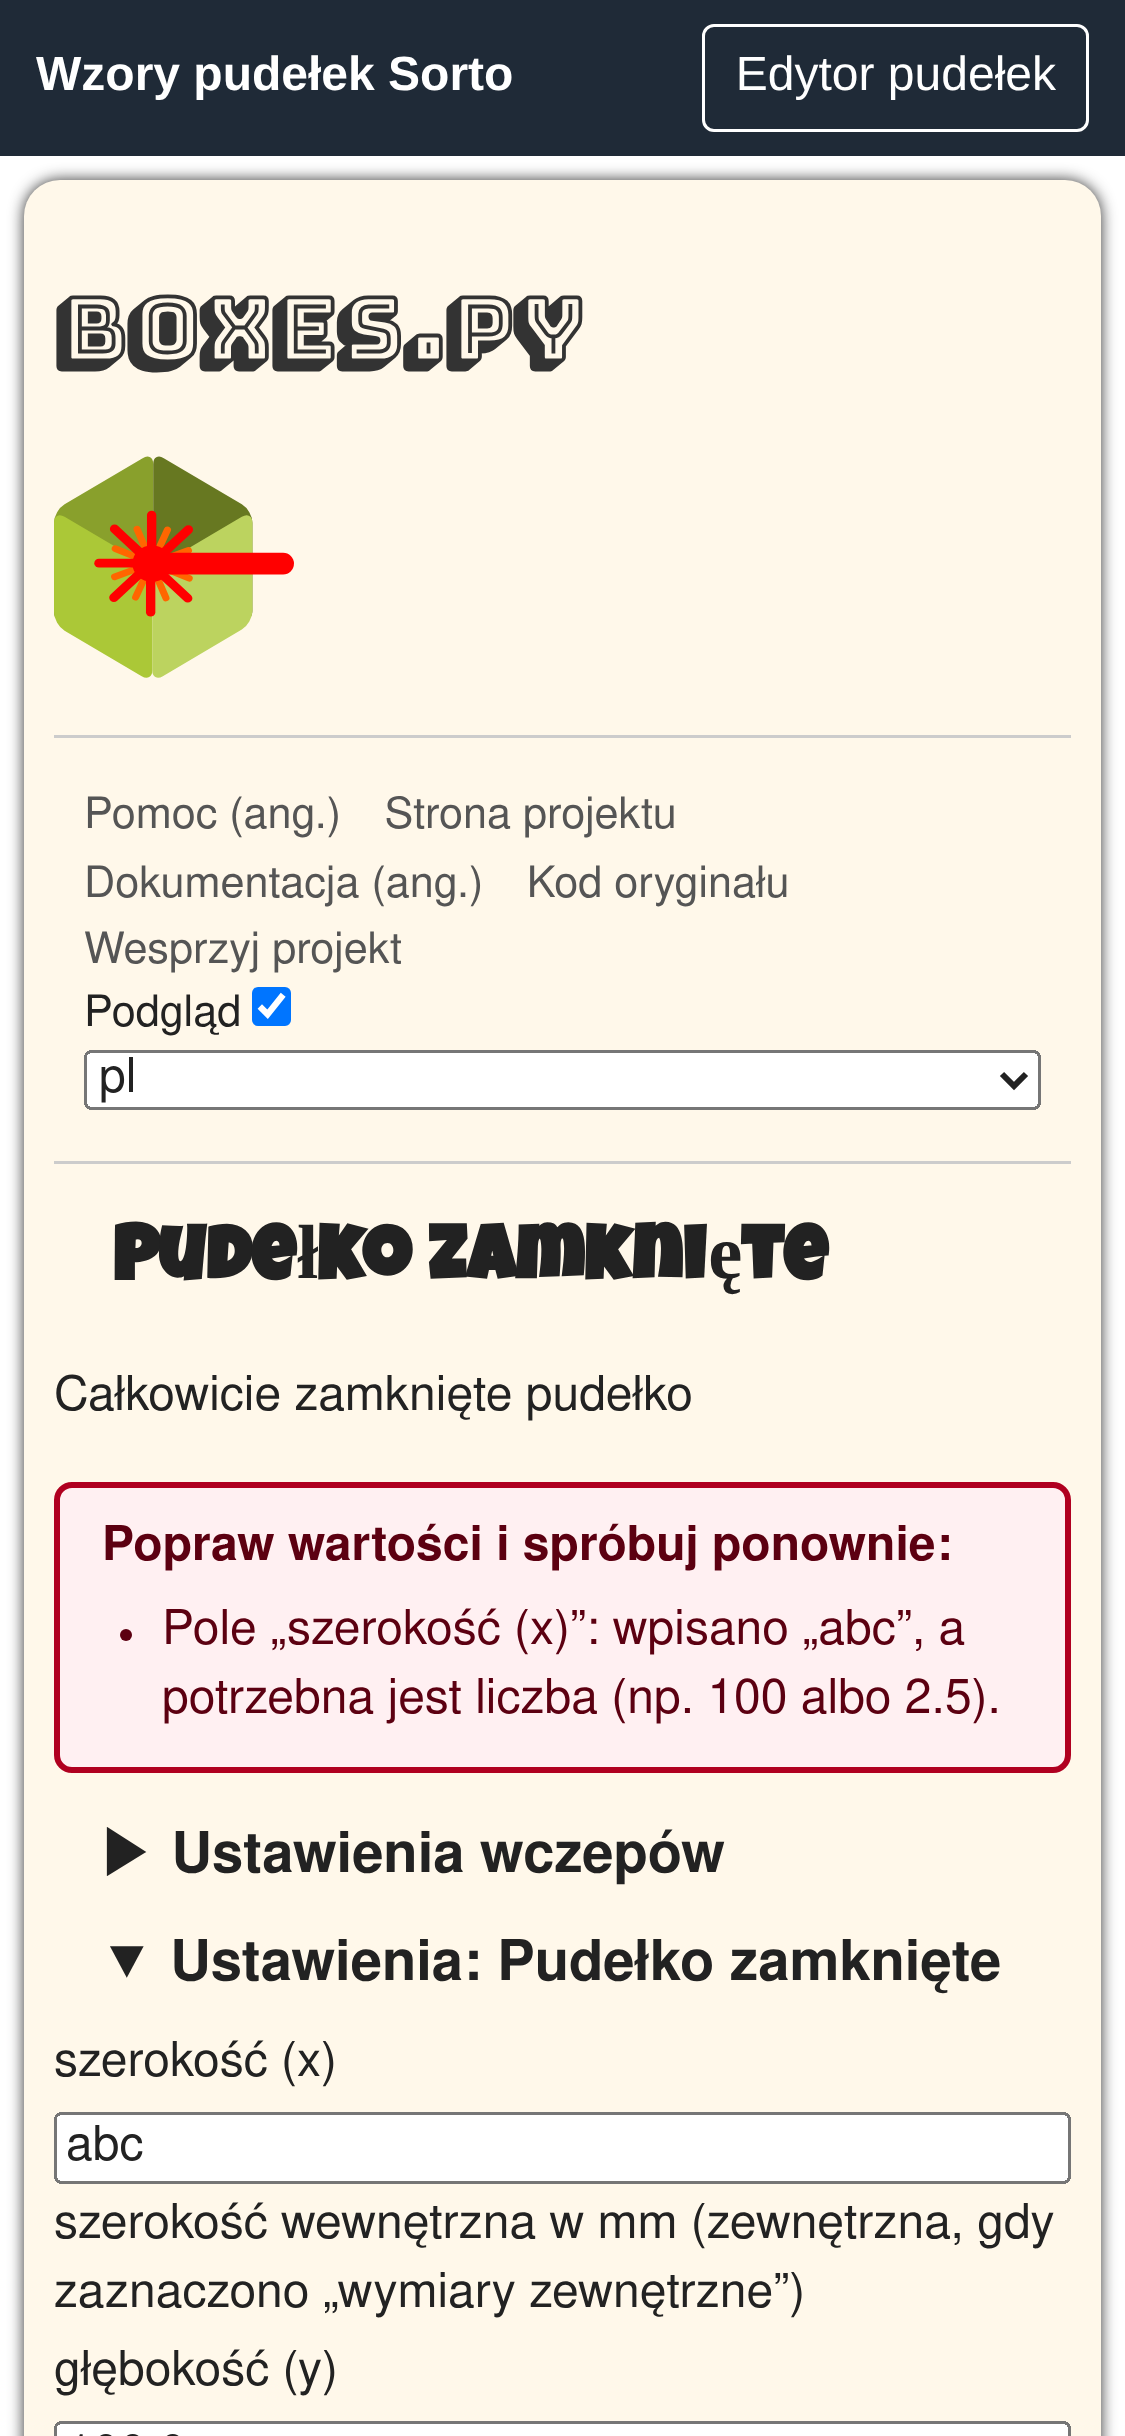 Wzory pudełek Sorto
Edytor pudełek
BOXES.PY
Pomoc (ang.) Strona projektu
Dokumentacja (ang.) Kod oryginału
Wesprzyj projekt
Podgląd
pl
Pudełko zamknięte
Całkowicie zamknięte pudełko
Popraw wartości i spróbuj ponownie:
• Pole „szerokość (x)”: wpisano „abc”, a
potrzebna jest liczba (np. 100 albo 2.5).
Ustawienia wczepów
Ustawienia: Pudełko zamknięte
szerokość (x)
abc
szerokość wewnętrzna w mm (zewnętrzna, gdy
zaznaczono „wymiary zewnętrzne”)
głębokość (y)